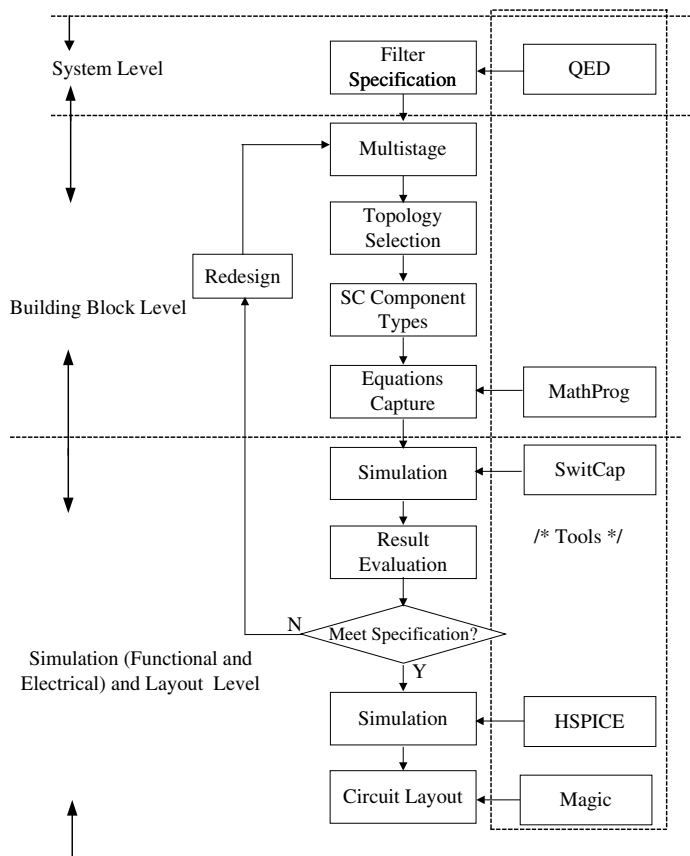 System Level
Filter
Specification
QED
Multistage
Topology
Selection
Redesign
SC Component
Types
Building Block Level
Equations
Capture
MathProg
Simulation
SwitCap
Result
Evaluation
/* Tools */
N
Meet Specification?
Y
Simulation (Functional and
Electrical) and Layout Level
Simulation
HSPICE
Circuit Layout
Magic